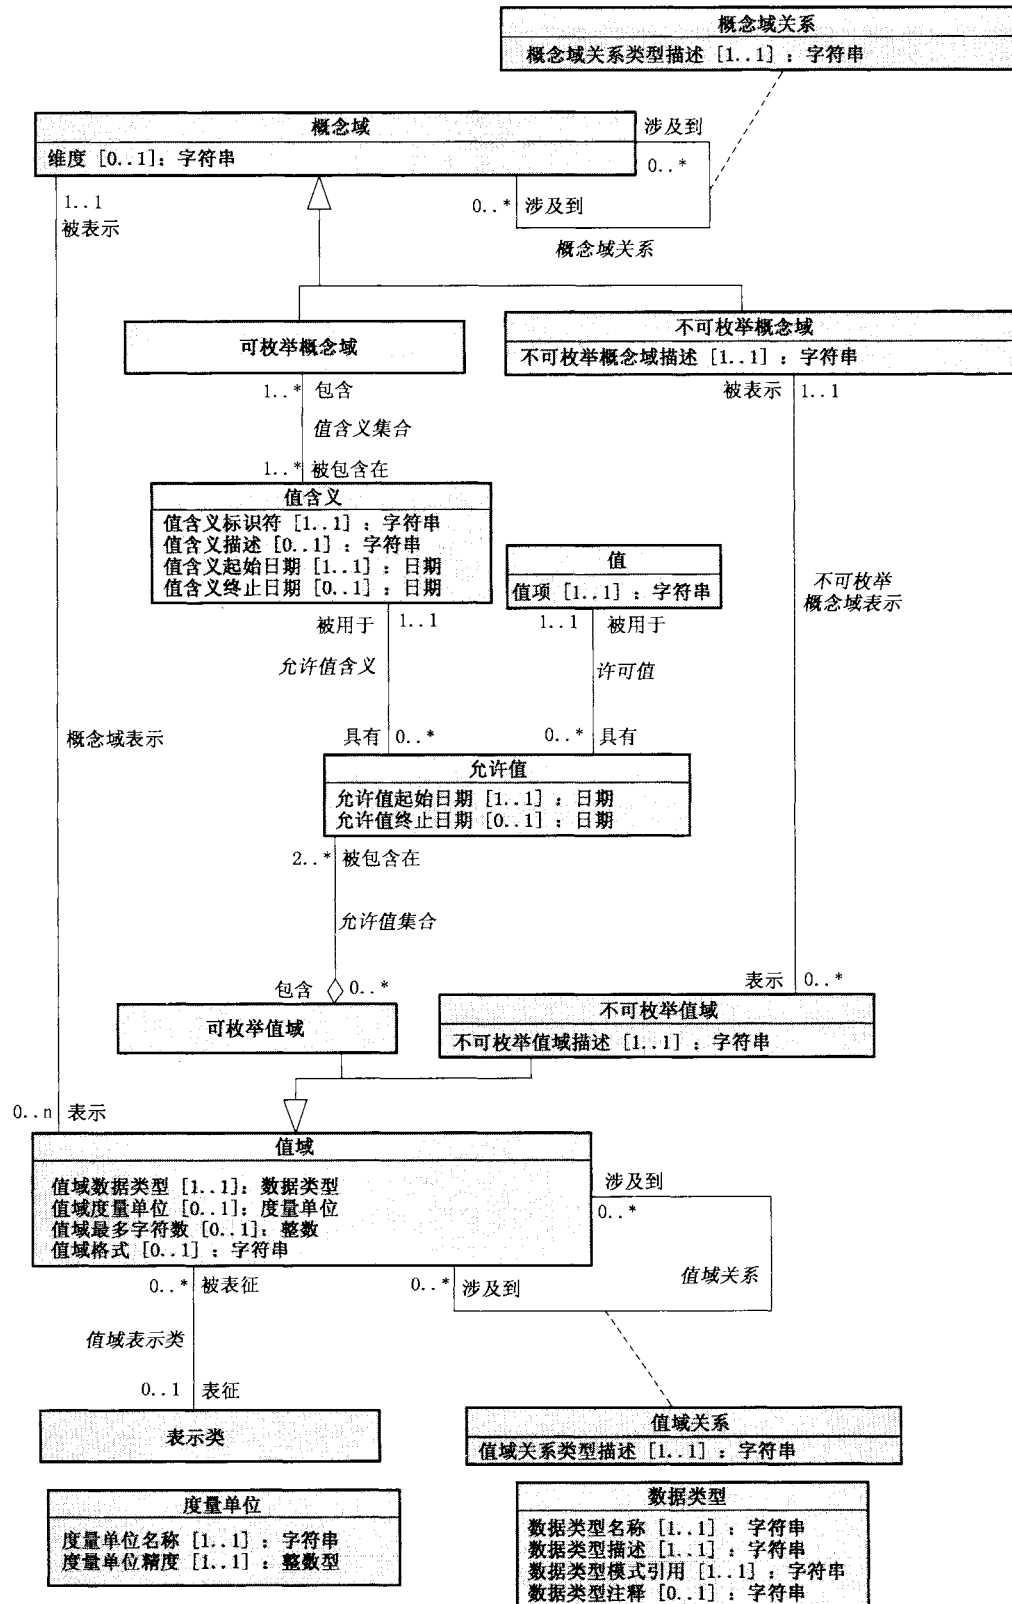 概念域关系
概念域关系类型描述 [1..1] : 字符串
概念域
维度 [0..1]: 字符串
涉及到
0..*
1..1
被表示
0..* 涉及到
概念域关系
可枚举概念域
不可枚举概念域
不可枚举概念域描述 [1..1] : 字符串
1..* 包含
被表示 1..1
值含义集合
1..* 被包含在
值含义
值含义标识符 [1..1] : 字符串
值含义描述 [0..1] : 字符串
值含义起始日期 [1..1] : 日期
值含义终止日期 [0..1] : 日期
值
值项 [1..1] : 字符串
不可枚举
概念域表示
被用于 1..1
1..1 被用于
允许值含义
许可值
概念域表示
具有 0..*
0..* 具有
允许值
允许值起始日期 [1..1] : 日期
允许值终止日期 [0..1] : 日期
2..* 被包含在
允许值集合
包含 0..*
表示 0..*
可枚举值域
不可枚举值域
不可枚举值域描述 [1..1] : 字符串
0..n 表示
值域
值域数据类型 [1..1]: 数据类型
值域度量单位 [0..1]: 度量单位
值域最多字符数 [0..1]: 整数
值域格式 [0..1] : 字符串
涉及到
0..*
0..* 被表征
0..* 涉及到
值域关系
值域表示类
0..1 表征
表示类
值域关系
值域关系类型描述 [1..1] : 字符串
度量单位
度量单位名称 [1..1] : 字符串
度量单位精度 [1..1] : 整数型
数据类型
数据类型名称 [1..1] : 字符串
数据类型描述 [1..1] : 字符串
数据类型模式引用 [1..1] : 字符串
数据类型注释 [0..1] : 字符串